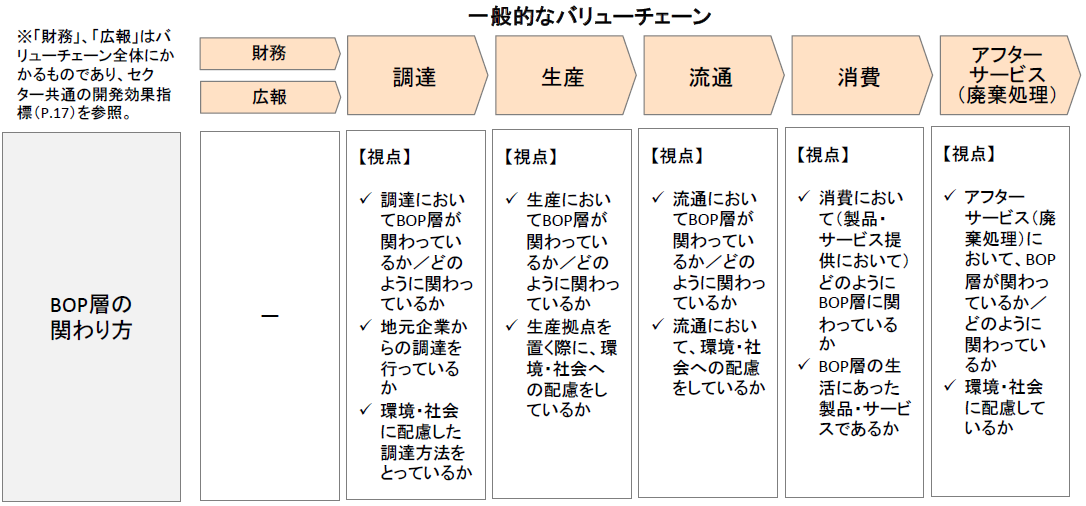 一般的なバリューチェーン
※「財務」、「広報」はバ
リューチェーン全体にか
かるものであり、セク
ター共通の開発効果指
標（P.17）を参照。
財務
広報
調達
生産
流通
消費
アフター
サービス
（廃棄処理）
BOP層の
関わり方
―
【視点】
✓ 調達におい
てBOP層が
関わってい
るか／どの
ように関わっ
ているか
✓ 地元企業か
らの調達を
行っている
か
✓ 環境・社会
に配慮した
調達方法を
とっているか
【視点】
✓ 生産におい
てBOP層が
関わってい
るか／どの
ように関わっ
ているか
✓ 生産拠点を
置く際に、環
境・社会へ
の配慮をし
ているか
【視点】
✓ 流通におい
てBOP層が
関わってい
るか／どの
ように関わっ
ているか
✓ 流通におい
て、環境・社
会への配慮
をしているか
【視点】
✓ 消費におい
て（製品・
サービス提
供において）
どのように
BOP層に関
わっている
か
✓ BOP層の生
活にあった
製品・サービ
スであるか
【視点】
✓ アフター
サービス（廃
棄処理）に
おいて、BOP
層が関わっ
ているか／
どのように
関わってい
るか
✓ 環境・社会
に配慮して
いるか